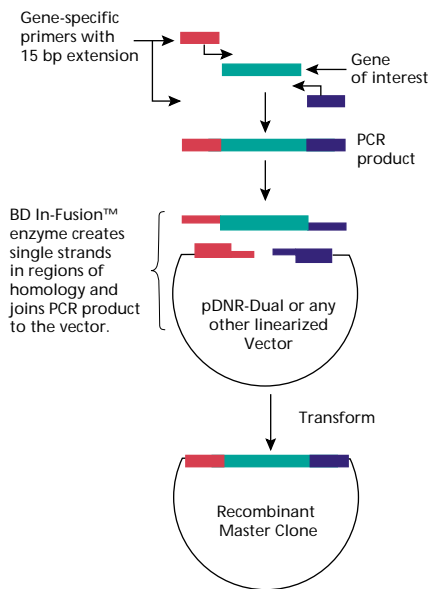 Gene-specific
primers with
15 bp extension
Gene
of interest
PCR
product
BD In-Fusion™
enzyme creates
single strands
in regions of
homology and
joins PCR product
to the vector.
pDNR-Dual or any
other linearized
Vector
Transform
Recombinant
Master Clone